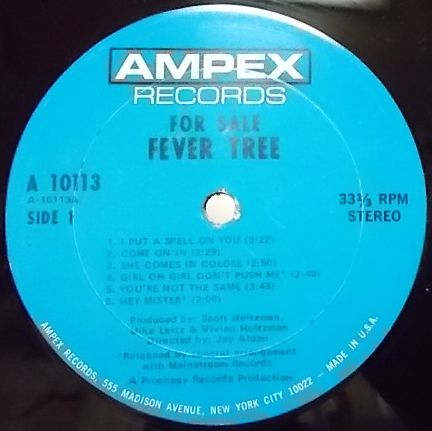 AMPEX
RECORDS
FOR SALE
FEVER TREE
A 10113
A-10113A
SIDE 1
33⅓ RPM
STEREO
1. I PUT A SPELL ON YOU (3:22)
2. COME ON IN (2:29)
3. SHE COMES IN COLORS (2:50)
4. GIRL OH GIRL DON'T PUSH ME* (2:40)
5. YOU'RE NOT THE SAME (3:43)
6. HEY MISTER* (2:08)
Produced by: Scott Holtzman,
Mike Leitz & Vivian Holtzman
Directed by: Jay Alden
*Released by special arrangement
with Mainstream Records
A Prophesy Records Production
AMPEX RECORDS, 555 MADISON AVENUE, NEW YORK CITY 10022 – MADE IN U.S.A.